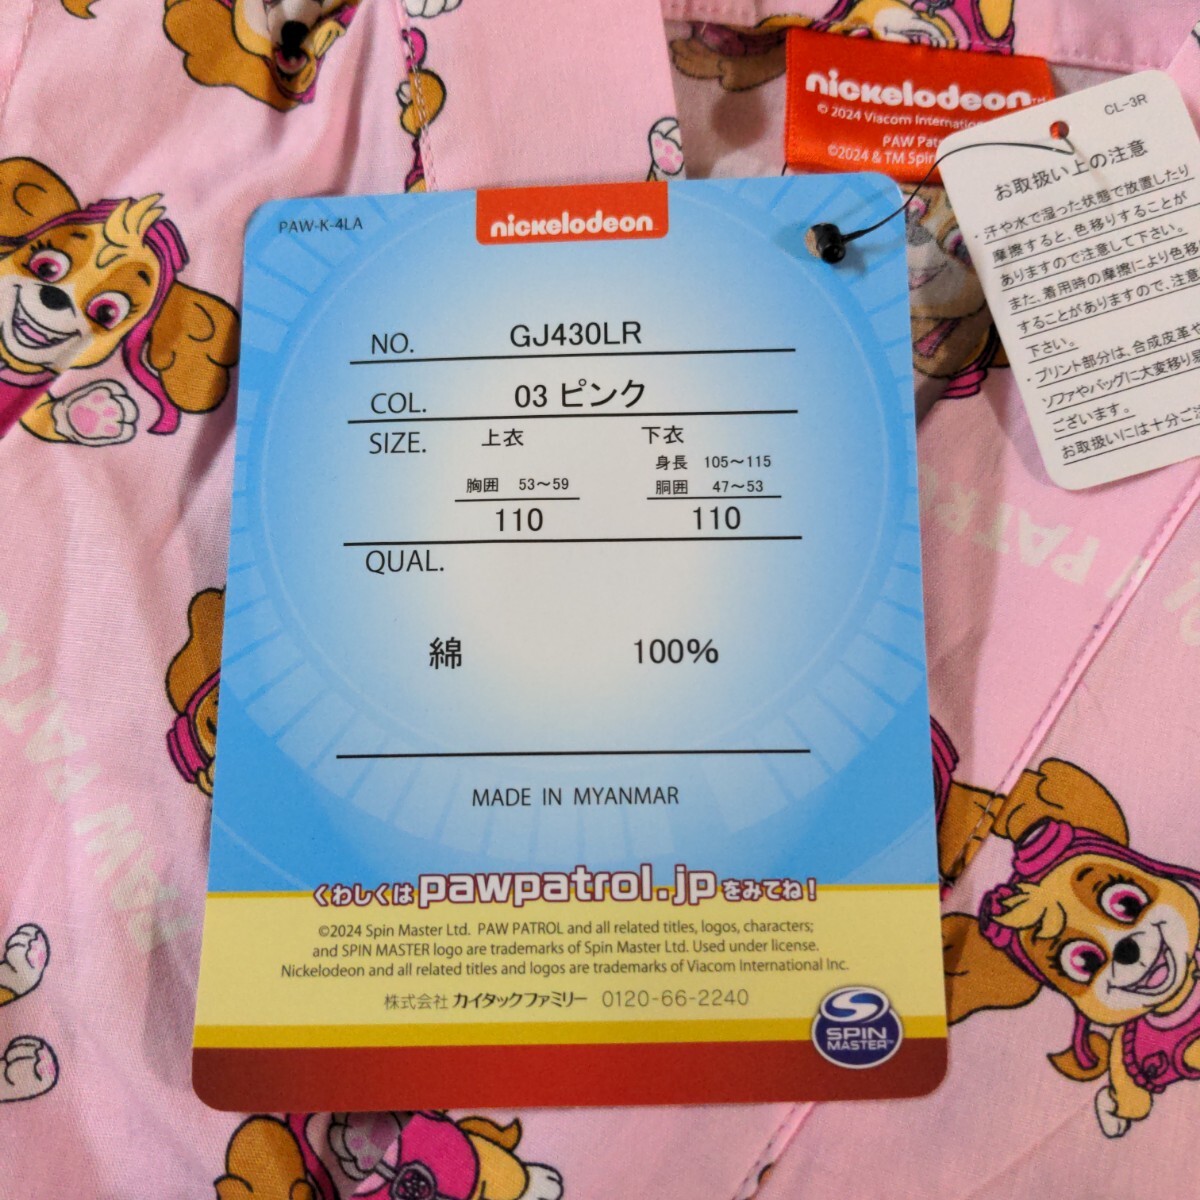 nickelodeon™
© 2024 Viacom Internatio
PAW Pat
©2024 & TM Spin
CL-3R
お取扱い上の注意
・汗や水で湿った状態で放置したり
摩擦すると、色移りすることが
ありますので注意して下さい。
また、着用時の摩擦により色移
することがありますので、注意
下さい。
・プリント部分は、合成皮革や
ソファやバッグに大変移り易
ございます。
お取扱いには十分ご注
PAW-K-4LA
nickelodeon
NO. GJ430LR
COL. 03 ピンク
SIZE. 上衣 下衣
身長 105～115
胸囲 53～59 胴囲 47～53
110 110
QUAL.
綿 100%
MADE IN MYANMAR
くわしくは pawpatrol.jp をみてね!
©2024 Spin Master Ltd. PAW PATROL and all related titles, logos, characters;
and SPIN MASTER logo are trademarks of Spin Master Ltd. Used under license.
Nickelodeon and all related titles and logos are trademarks of Viacom International Inc.
株式会社 カイタックファミリー 0120-66-2240
SPIN
MASTER™
PAW PATR
PAW PATR